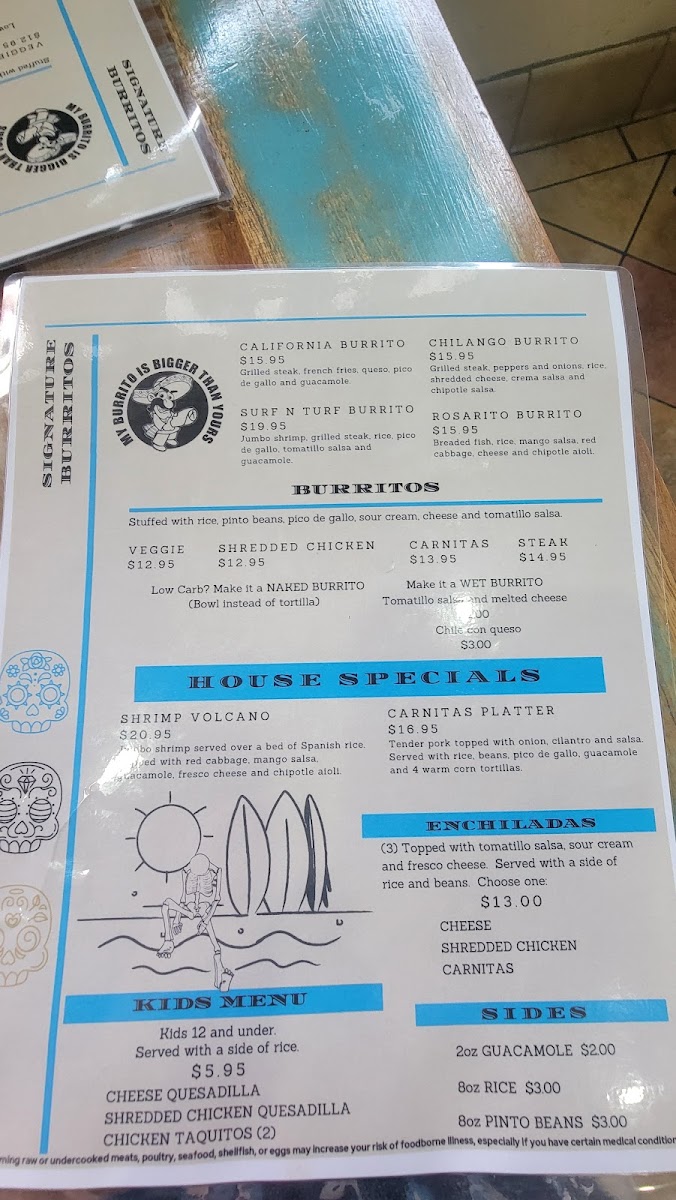 SIGNATURE
BURRITOS
MY BURRITO IS BIGGER THAN
VEGGIE
$12.95
SIGNATURE
BURRITOS
MY BURRITO IS BIGGER THAN YOURS
CALIFORNIA BURRITO
$15.95
Grilled steak, french fries, queso, pico
de gallo and guacamole.
CHILANGO BURRITO
$15.95
Grilled steak, peppers and onions, rice,
shredded cheese, crema salsa and
chipotle salsa.
SURF N TURF BURRITO
$19.95
Jumbo shrimp, grilled steak, rice, pico
de gallo, tomatillo salsa and
guacamole.
ROSARITO BURRITO
$15.95
Breaded fish, rice, mango salsa, red
cabbage, cheese and chipotle aioli.
BURRITOS
Stuffed with rice, pinto beans, pico de gallo, sour cream, cheese and tomatillo salsa.
VEGGIE
$12.95
SHREDDED CHICKEN
$12.95
CARNITAS
$13.95
STEAK
$14.95
Low Carb? Make it a NAKED BURRITO
(Bowl instead of tortilla)
Make it a WET BURRITO
Tomatillo salsa and melted cheese
Chile con queso
$3.00
HOUSE SPECIALS
SHRIMP VOLCANO
$20.95
Jumbo shrimp served over a bed of Spanish rice.
with red cabbage, mango salsa,
guacamole, fresco cheese and chipotle aioli.
CARNITAS PLATTER
$16.95
Tender pork topped with onion, cilantro and salsa.
Served with rice, beans, pico de gallo, guacamole
and 4 warm corn tortillas.
ENCHILADAS
(3) Topped with tomatillo salsa, sour cream
and fresco cheese. Served with a side of
rice and beans. Choose one:
$13.00
CHEESE
SHREDDED CHICKEN
CARNITAS
KIDS MENU
Kids 12 and under.
Served with a side of rice.
$5.95
CHEESE QUESADILLA
SHREDDED CHICKEN QUESADILLA
CHICKEN TAQUITOS (2)
SIDES
2oz GUACAMOLE $2.00
8oz RICE $3.00
8oz PINTO BEANS $3.00
raw or undercooked meats, poultry, seafood, shellfish, or eggs may increase your risk of foodborne illness, especially if you have certain medical